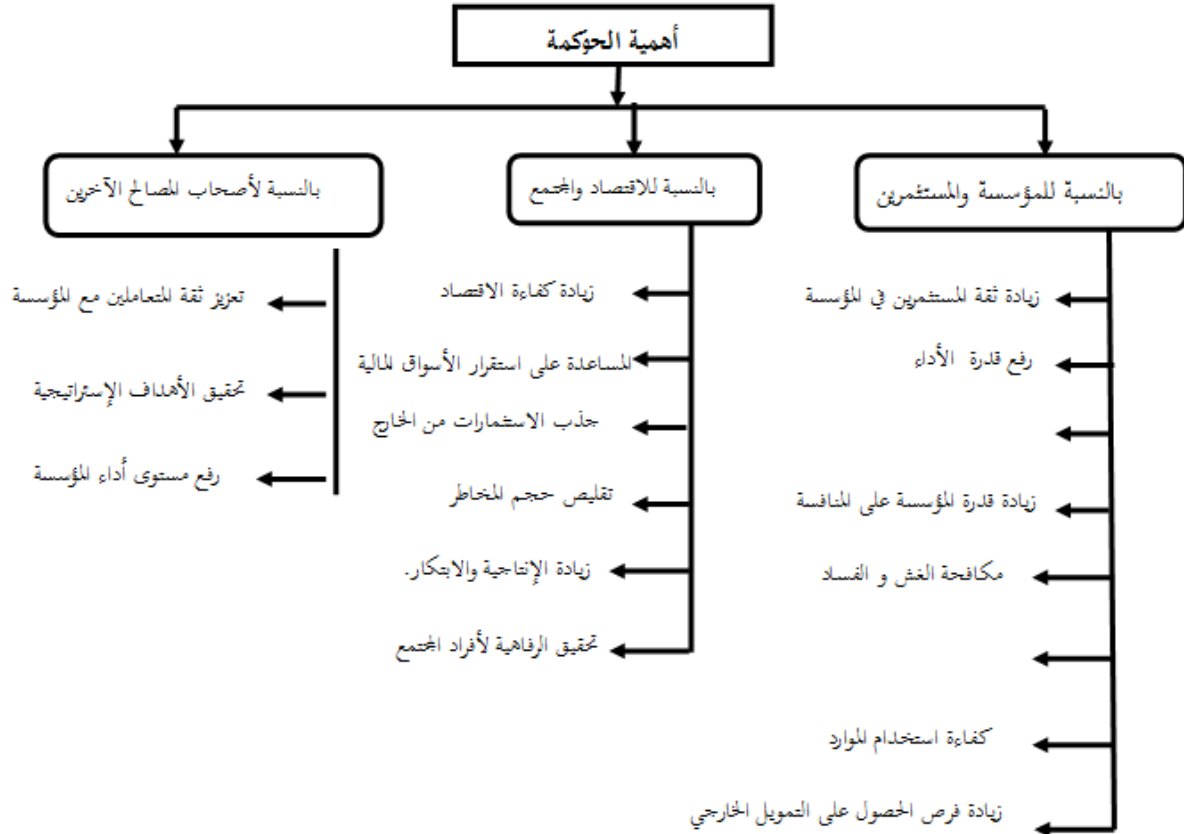 أهمية الحوكمة
بالنسبة للمؤسسة والمستثمرين
زيادة ثقة المستثمرين في المؤسسة
رفع قدرة الأداء
زيادة قدرة المؤسسة على المنافسة
مكافحة الغش و الفساد
كفاءة استخدام الموارد
زيادة فرص الحصول على التمويل الخارجي
بالنسبة للاقتصاد والمجتمع
زيادة كفاءة الاقتصاد
المساعدة على استقرار الأسواق المالية
جذب الاستثمارات من الخارج
تقليص حجم المخاطر
زيادة الإنتاجية والابتكار.
تحقيق الرفاهية لأفراد المجتمع
بالنسبة لأصحاب المصالح الآخرين
تعزيز ثقة المتعاملين مع المؤسسة
تحقيق الأهداف الإستراتيجية
رفع مستوى أداء المؤسسة